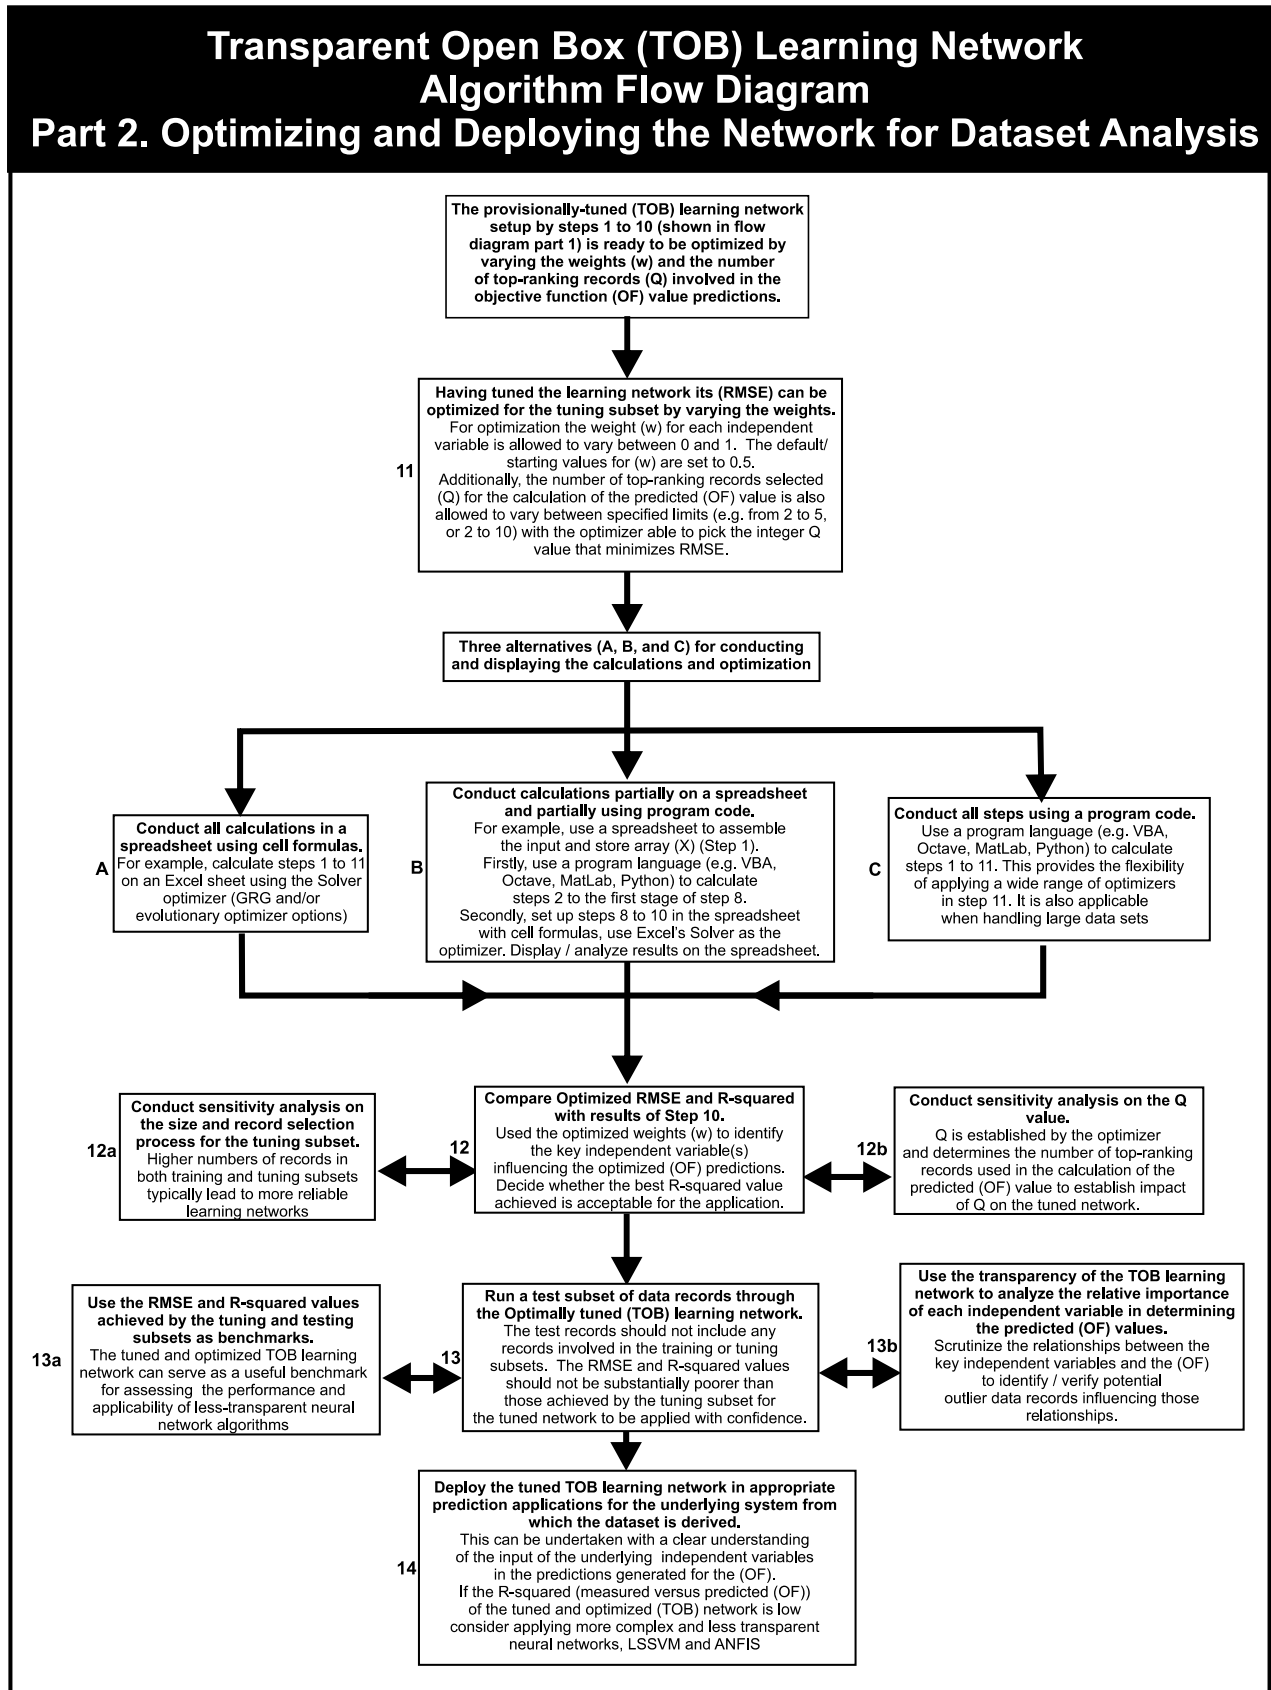 Transparent Open Box (TOB) Learning Network
Algorithm Flow Diagram
Part 2. Optimizing and Deploying the Network for Dataset Analysis
The provisionally-tuned (TOB) learning network
setup by steps 1 to 10 (shown in flow
diagram part 1) is ready to be optimized by
varying the weights (w) and the number
of top-ranking records (Q) involved in the
objective function (OF) value predictions.
11
Having tuned the learning network its (RMSE) can be
optimized for the tuning subset by varying the weights.
For optimization the weight (w) for each independent
variable is allowed to vary between 0 and 1. The default/
starting values for (w) are set to 0.5.
Additionally, the number of top-ranking records selected
(Q) for the calculation of the predicted (OF) value is also
allowed to vary between specified limits (e.g. from 2 to 5,
or 2 to 10) with the optimizer able to pick the integer Q
value that minimizes RMSE.
Three alternatives (A, B, and C) for conducting
and displaying the calculations and optimization
A
Conduct all calculations in a
spreadsheet using cell formulas.
For example, calculate steps 1 to 11
on an Excel sheet using the Solver
optimizer (GRG and/or
evolutionary optimizer options)
B
Conduct calculations partially on a spreadsheet
and partially using program code.
For example, use a spreadsheet to assemble
the input and store array (X) (Step 1).
Firstly, use a program language (e.g. VBA,
Octave, MatLab, Python) to calculate
steps 2 to the first stage of step 8.
Secondly, set up steps 8 to 10 in the spreadsheet
with cell formulas, use Excel's Solver as the
optimizer. Display / analyze results on the spreadsheet.
C
Conduct all steps using a program code.
Use a program language (e.g. VBA,
Octave, MatLab, Python) to calculate
steps 1 to 11. This provides the flexibility
of applying a wide range of optimizers
in step 11. It is also applicable
when handling large data sets
12a
Conduct sensitivity analysis on
the size and record selection
process for the tuning subset.
Higher numbers of records in
both training and tuning subsets
typically lead to more reliable
learning networks
12
Compare Optimized RMSE and R-squared
with results of Step 10.
Used the optimized weights (w) to identify
the key independent variable(s)
influencing the optimized (OF) predictions.
Decide whether the best R-squared value
achieved is acceptable for the application.
12b
Conduct sensitivity analysis on the Q
value.
Q is established by the optimizer
and determines the number of top-ranking
records used in the calculation of the
predicted (OF) value to establish impact
of Q on the tuned network.
13a
Use the RMSE and R-squared values
achieved by the tuning and testing
subsets as benchmarks.
The tuned and optimized TOB learning
network can serve as a useful benchmark
for assessing the performance and
applicability of less-transparent neural
network algorithms
13
Run a test subset of data records through
the Optimally tuned (TOB) learning network.
The test records should not include any
records involved in the training or tuning
subsets. The RMSE and R-squared values
should not be substantially poorer than
those achieved by the tuning subset for
the tuned network to be applied with confidence.
13b
Use the transparency of the TOB learning
network to analyze the relative importance
of each independent variable in determining
the predicted (OF) values.
Scrutinize the relationships between the
key independent variables and the (OF)
to identify / verify potential
outlier data records influencing those
relationships.
14
Deploy the tuned TOB learning network in appropriate
prediction applications for the underlying system from
which the dataset is derived.
This can be undertaken with a clear understanding
of the input of the underlying independent variables
in the predictions generated for the (OF).
If the R-squared (measured versus predicted (OF))
of the tuned and optimized (TOB) network is low
consider applying more complex and less transparent
neural networks, LSSVM and ANFIS